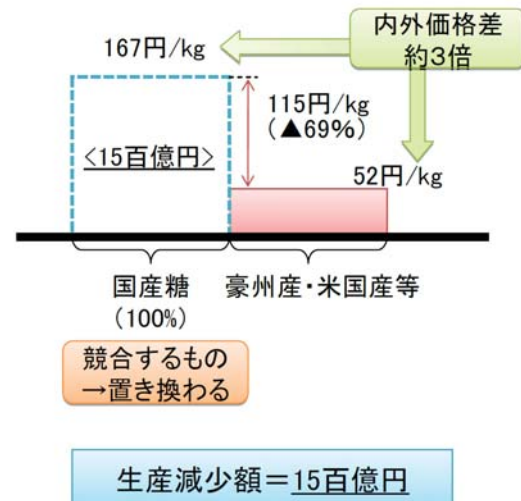 内外価格差
約3倍
167円/kg
115円/kg
(▲69%)
<15百億円>
52円/kg
国産糖
(100%)
豪州産・米国産等
競合するもの
→置き換わる
生産減少額=15百億円